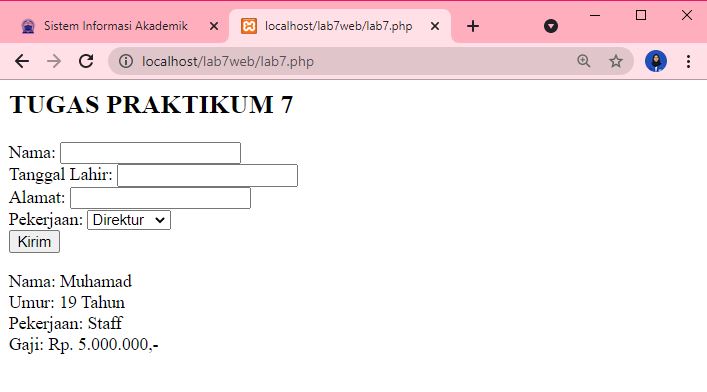 Sistem Informasi Akademik
localhost/lab7web/lab7.php
localhost/lab7web/lab7.php
TUGAS PRAKTIKUM 7
Nama:
Tanggal Lahir:
Alamat:
Pekerjaan: Direktur
Kirim
Nama: Muhamad
Umur: 19 Tahun
Pekerjaan: Staff
Gaji: Rp. 5.000.000,-